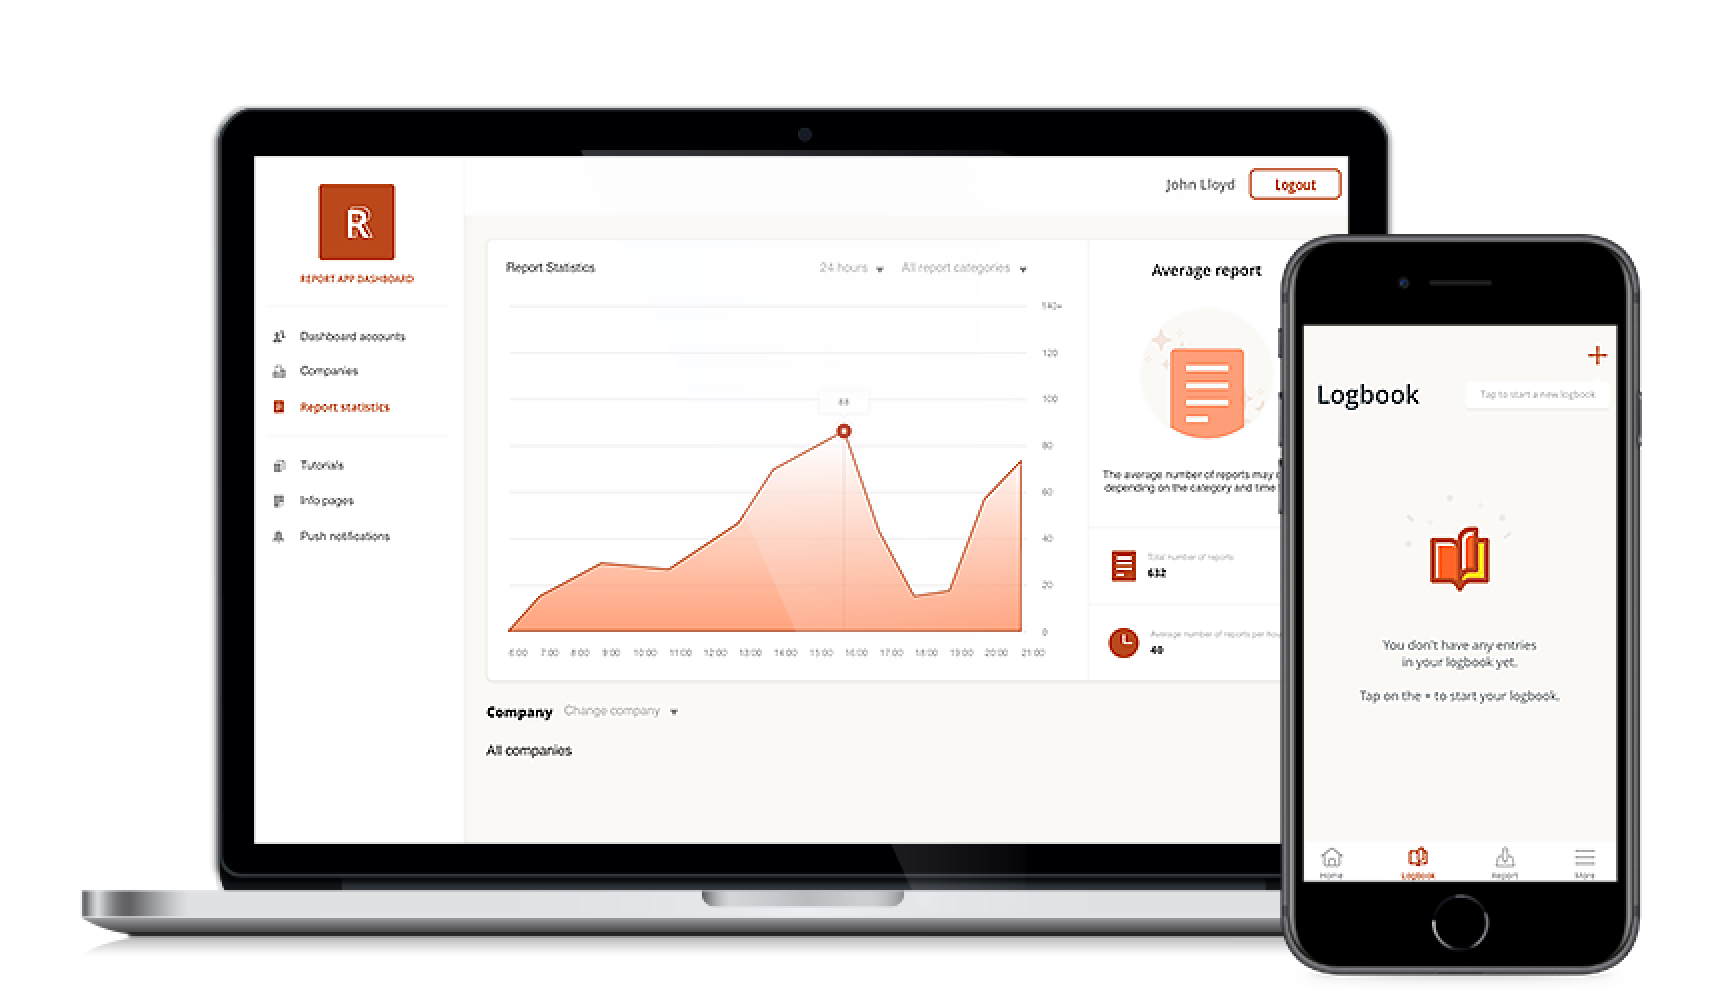 R
REPORT APP DASHBOARD
Dashboard accounts
Companies
Report statistics
Tutorials
Info pages
Push notifications
John Lloyd
Logout
Report Statistics
24 hours
All report categories
140+
120
100
80
60
40
20
0
88
6:00 7:00 8:00 9:00 10:00 11:00 12:00 13:00 14:00 15:00 16:00 17:00 18:00 19:00 20:00 21:00
Average report
The average number of reports may
depending on the category and time
Total number of reports
632
Average number of reports per hou
40
Company Change company
All companies
Logbook
Tap to start a new logbook
You don't have any entries
in your logbook yet.
Tap on the + to start your logbook.
Home Logbook Report More